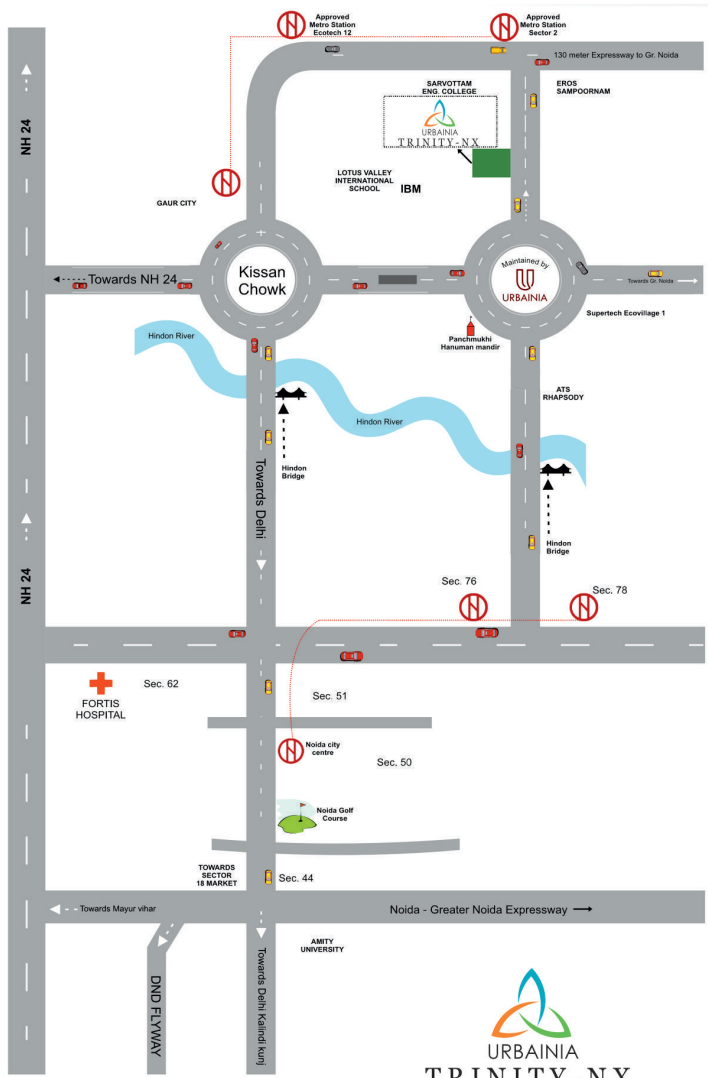 Approved
Metro Station
Ecotech 12
Approved
Metro Station
Sector 2
130 meter Expressway to Gr. Noida
NH 24
SARVOTTAM
ENG. COLLEGE
EROS
SAMPOORNAM
URBAINIA
TRINITY-NX
LOTUS VALLEY
INTERNATIONAL
SCHOOL
IBM
GAUR CITY
Towards NH 24
Kissan
Chowk
Maintained by
URBAINIA
Towards Gr. Noida
Supertech Ecovillage 1
Hindon River
Panchmukhi
Hanuman mandir
ATS
RHAPSODY
Hindon River
Hindon
Bridge
Towards Delhi
Hindon
Bridge
NH 24
Sec. 76
Sec. 78
FORTIS
HOSPITAL
Sec. 62
Sec. 51
Noida city
centre
Sec. 50
Noida Golf
Course
TOWARDS
SECTOR
18 MARKET
Sec. 44
Towards Mayur vihar
Noida - Greater Noida Expressway
AMITY
UNIVERSITY
DND FLYWAY
Towards Delhi Kalindi kunj
URBAINIA
TRINITY-NX